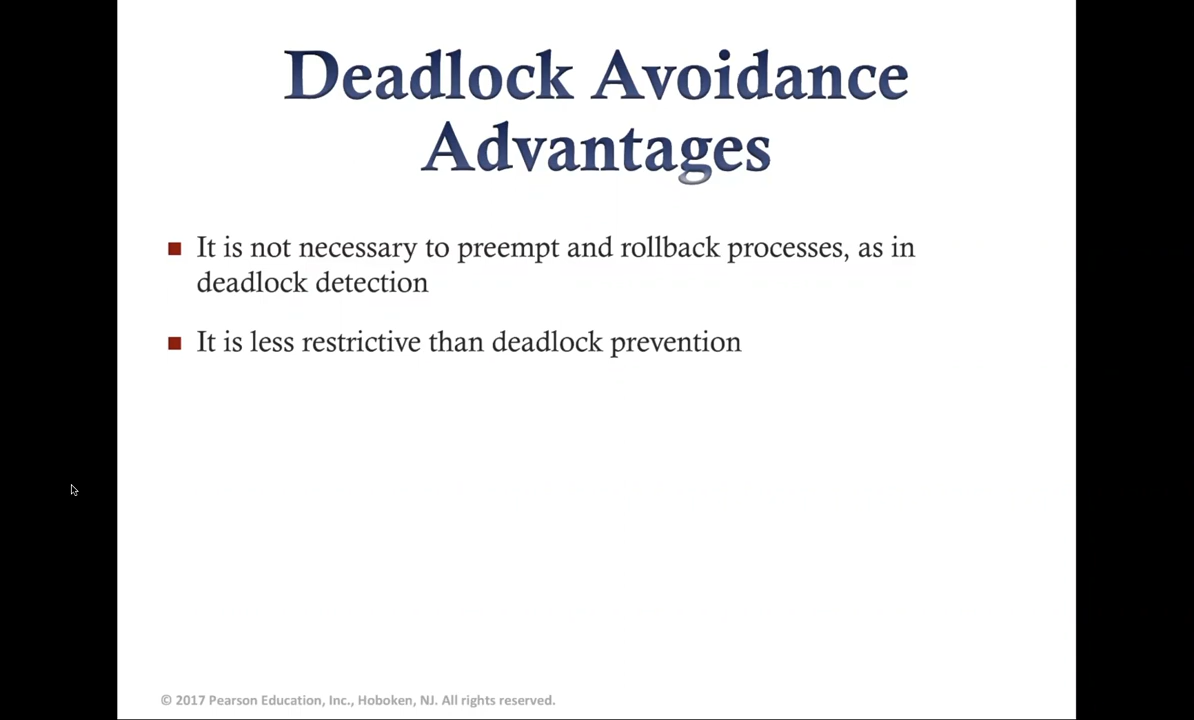 Deadlock Avoidance
Advantages
It is not necessary to preempt and rollback processes, as in
deadlock detection
It is less restrictive than deadlock prevention
© 2017 Pearson Education, Inc., Hoboken, NJ. All rights reserved.